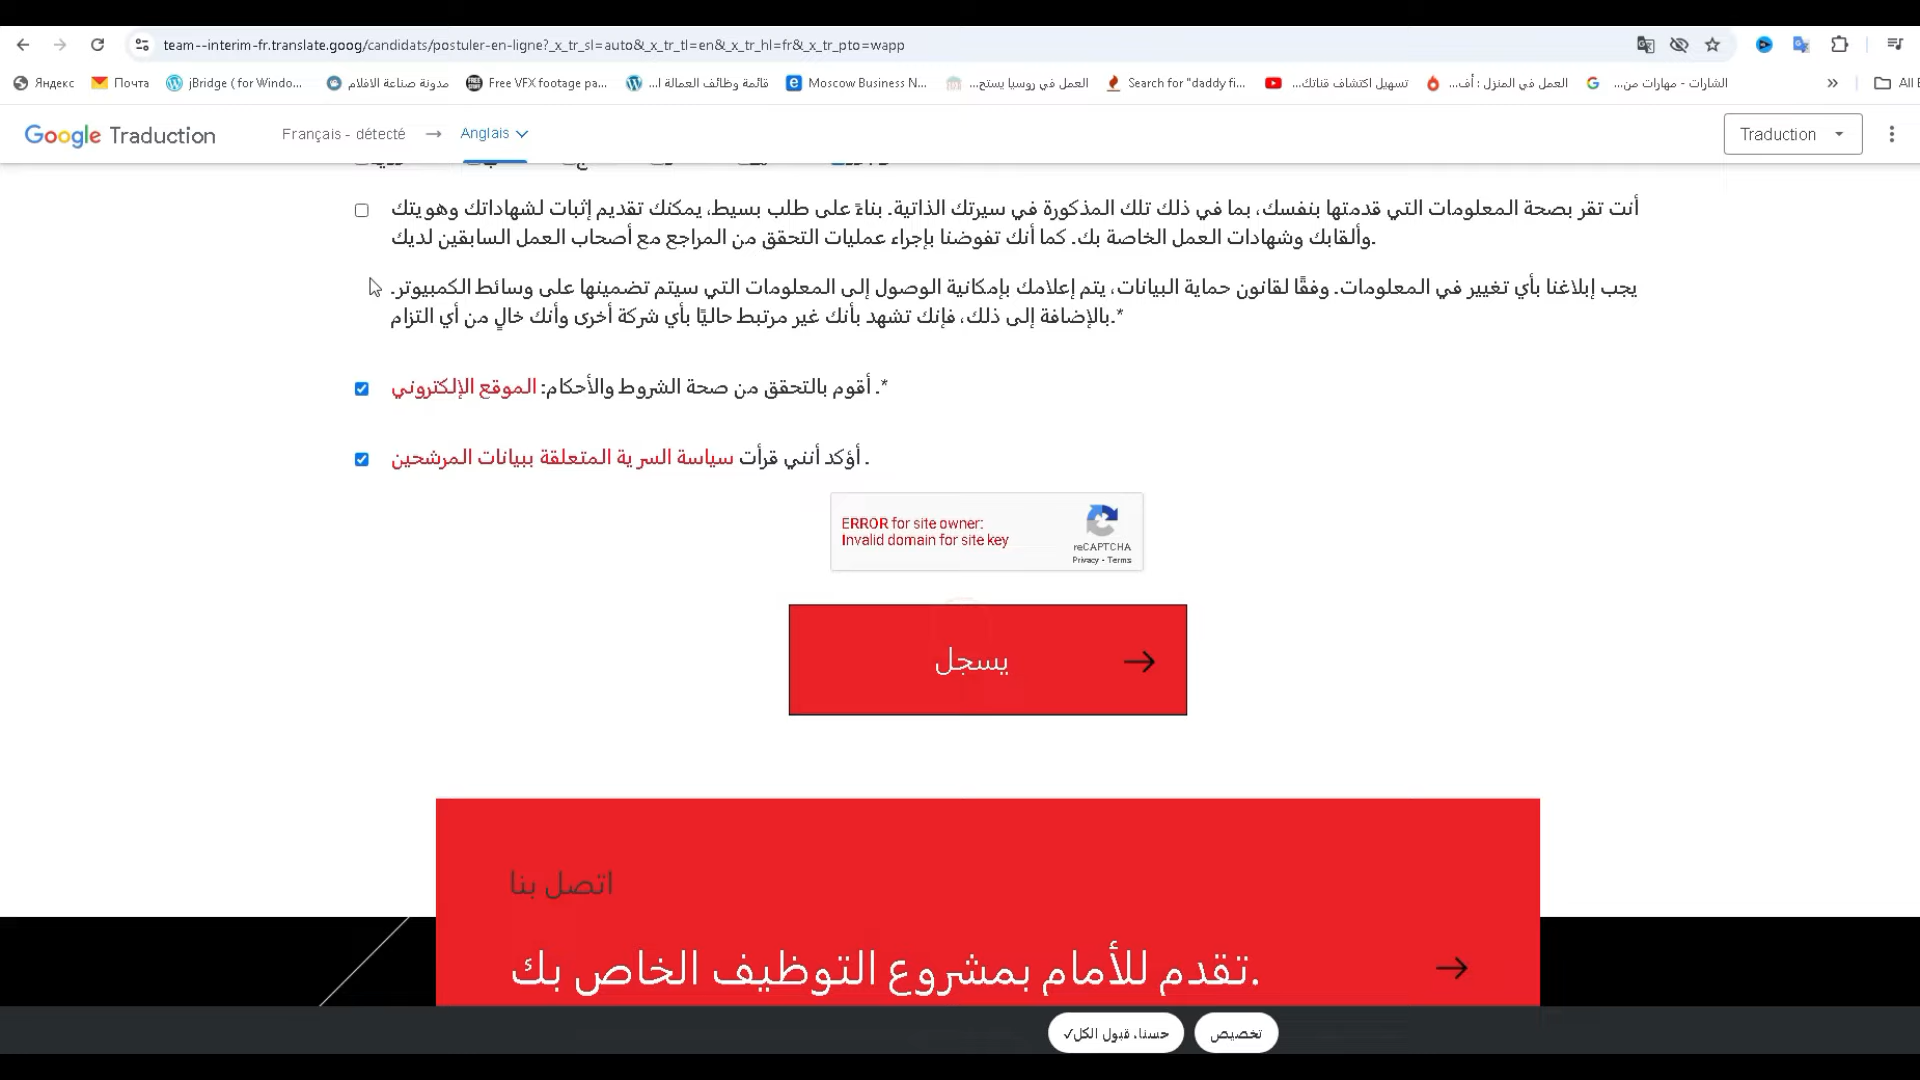 team--interim-fr.translate.goog/candidats/postuler-en-ligne?_x_tr_sl=auto&_x_tr_tl=en&_x_tr_hl=fr&_x_tr_pto=wapp
Яндекс
Почта
jBridge ( for Windo...
مدونة صناعة الافلام
Free VFX footage pa...
قائمة وظائف العمالة ا...
Moscow Business N...
العمل في روسيا يستح...
Search for "daddy fi...
تسهيل اكتشاف قناتك...
العمل في المنزل : أف...
الشارات - مهارات من...
»
All
Google Traduction
Français - détecté → Anglais
Traduction
أنت تقر بصحة المعلومات التي قدمتها بنفسك، بما في ذلك تلك المذكورة في سيرتك الذاتية. بناءً على طلب بسيط، يمكنك تقديم إثبات لشهاداتك وهويتك
وألقابك وشهادات العمل الخاصة بك. كما أنك تفوضنا بإجراء عمليات التحقق من المراجع مع أصحاب العمل السابقين لديك.
يجب إبلاغنا بأي تغيير في المعلومات. وفقًا لقانون حماية البيانات، يتم إعلامك بإمكانية الوصول إلى المعلومات التي سيتم تضمينها على وسائط الكمبيوتر.
بالإضافة إلى ذلك، فإنك تشهد بأنك غير مرتبط حاليًا بأي شركة أخرى وأنك خالٍ من أي التزام.*
أقوم بالتحقق من صحة الشروط والأحكام: الموقع الإلكتروني .*
أؤكد أنني قرأت سياسة السرية المتعلقة ببيانات المرشحين .
ERROR for site owner:
Invalid domain for site key
reCAPTCHA
Privacy - Terms
يسجل
اتصل بنا
تقدم للأمام بمشروع التوظيف الخاص بك.
✓حسنا، قبول الكل
تخصيص